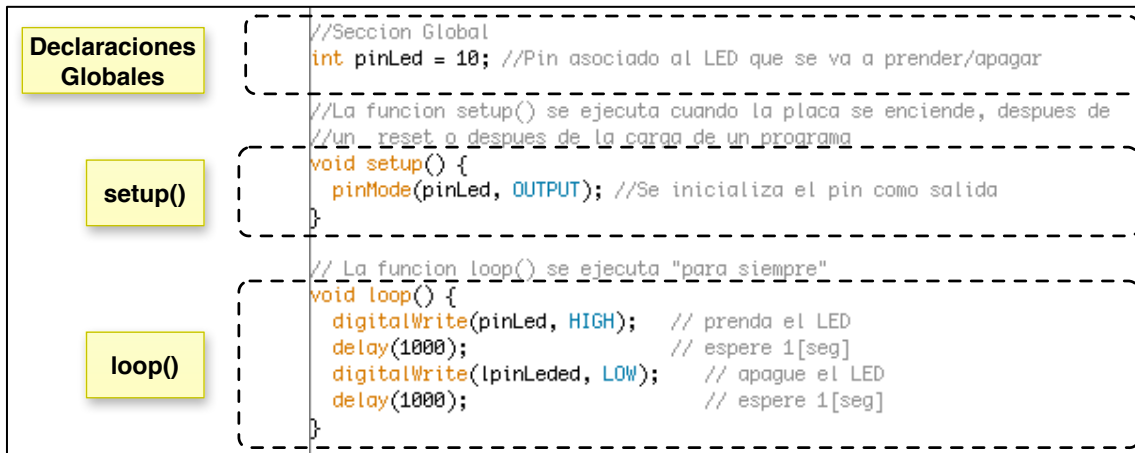 Declaraciones
Globales
//Seccion Global
int pinLed = 10; //Pin asociado al LED que se va a prender/apagar
//La funcion setup() se ejecuta cuando la placa se enciende, despues de
//un  reset o despues de la carga de un programa
setup()
void setup() {
  pinMode(pinLed, OUTPUT); //Se inicializa el pin como salida
}
// La funcion loop() se ejecuta "para siempre"
loop()
void loop() {
  digitalWrite(pinLed, HIGH);   // prenda el LED
  delay(1000);                  // espere 1[seg]
  digitalWrite(lpinLeded, LOW);    // apague el LED
  delay(1000);                     // espere 1[seg]
}